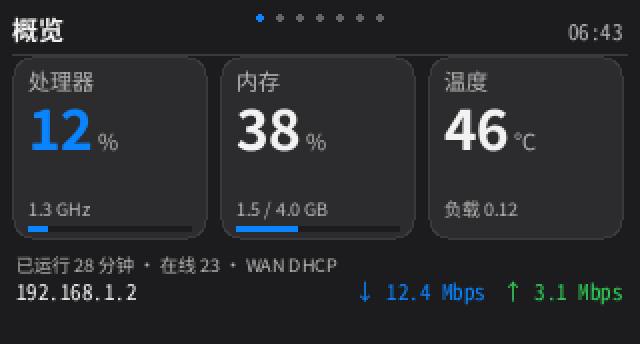 概览 06:43
处理器 内存 温度
12 % 38 % 46 °C
1.3 GHz 1.5 / 4.0 GB 负载 0.12
已运行 28 分钟 · 在线 23 · WAN DHCP
192.168.1.2 ↓ 12.4 Mbps ↑ 3.1 Mbps